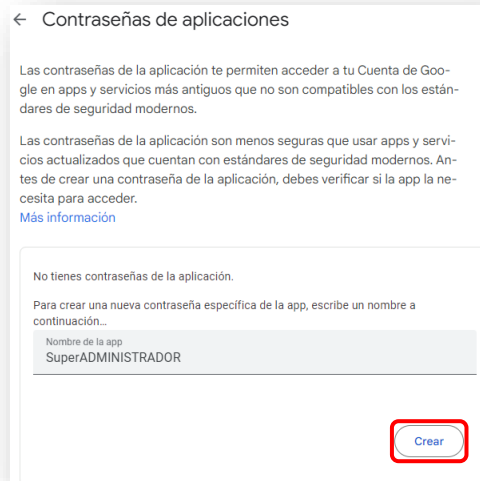 Contraseñas de aplicaciones
Las contraseñas de la aplicación te permiten acceder a tu Cuenta de Goo-
gle en apps y servicios más antiguos que no son compatibles con los están-
dares de seguridad modernos.
Las contraseñas de la aplicación son menos seguras que usar apps y servi-
cios actualizados que cuentan con estándares de seguridad modernos. An-
tes de crear una contraseña de la aplicación, debes verificar si la app la ne-
cesita para acceder.
Más información
No tienes contraseñas de la aplicación.
Para crear una nueva contraseña específica de la app, escribe un nombre a
continuación…
Nombre de la app
SuperADMINISTRADOR
Crear